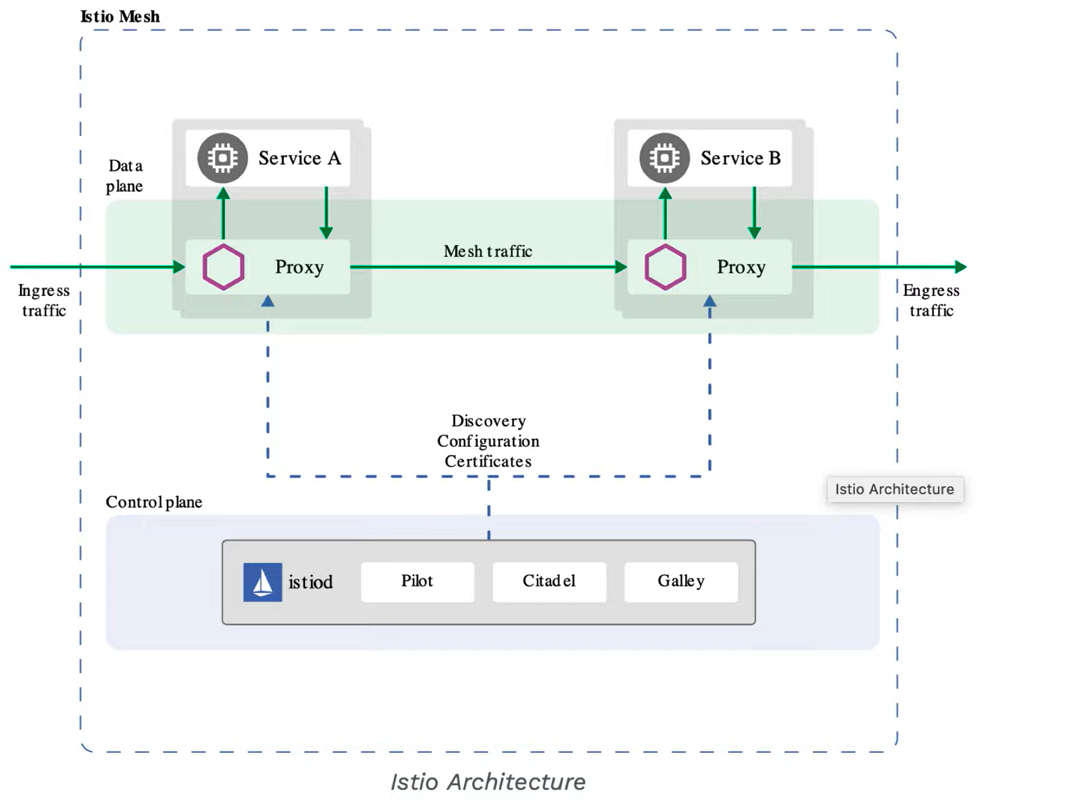 Istio Mesh
Data
plane
Service A
Service B
Proxy
Mesh traffic
Proxy
Ingress
traffic
Engress
traffic
Discovery
Configuration
Certificates
Istio Architecture
Control plane
istiod
Pilot
Citadel
Galley
Istio Architecture